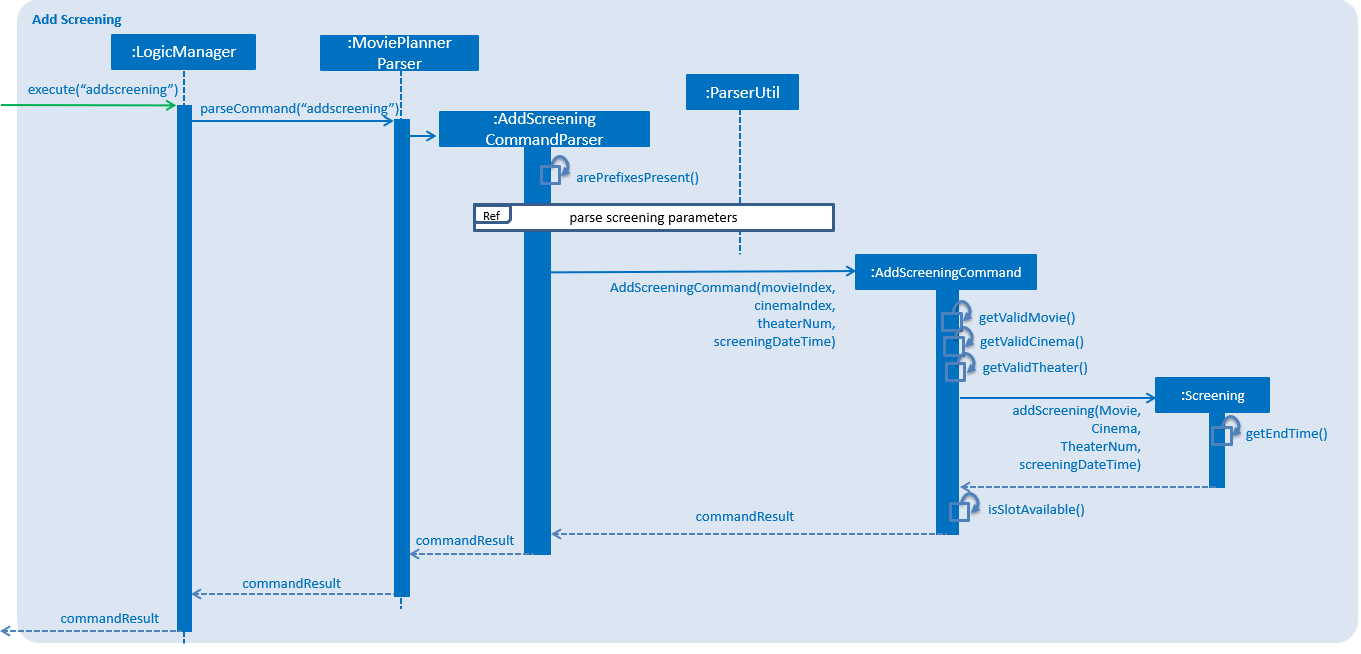 Add Screening
:LogicManager
:MoviePlanner
Parser
execute(“addscreening”)
parseCommand(“addscreening”)
:ParserUtil
:AddScreening
CommandParser
arePrefixesPresent()
Ref
parse screening parameters
:AddScreeningCommand
AddScreeningCommand(movieIndex,
cinemaIndex,
theaterNum,
screeningDateTime)
getValidMovie()
getValidCinema()
getValidTheater()
:Screening
addScreening(Movie,
Cinema,
TheaterNum,
screeningDateTime)
getEndTime()
isSlotAvailable()
commandResult
commandResult
commandResult
commandResult